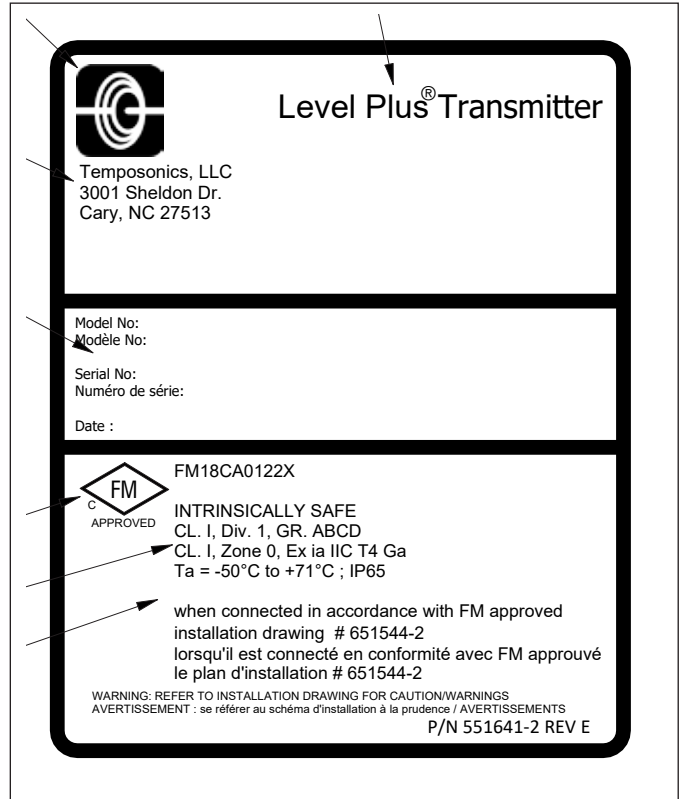 Level Plus® Transmitter
Temposonics, LLC
3001 Sheldon Dr.
Cary, NC 27513
Model No:
Modèle No:
Serial No:
Numéro de série:
Date :
FM
C
APPROVED
FM18CA0122X
INTRINSICALLY SAFE
CL. I, Div. 1, GR. ABCD
CL. I, Zone 0, Ex ia IIC T4 Ga
Ta = -50°C to +71°C ; IP65
when connected in accordance with FM approved
installation drawing # 651544-2
lorsqu'il est connecté en conformité avec FM approuvé
le plan d'installation # 651544-2
WARNING: REFER TO INSTALLATION DRAWING FOR CAUTION/WARNINGS
AVERTISSEMENT : se référer au schéma d'installation à la prudence / AVERTISSEMENTS
P/N 551641-2 REV E